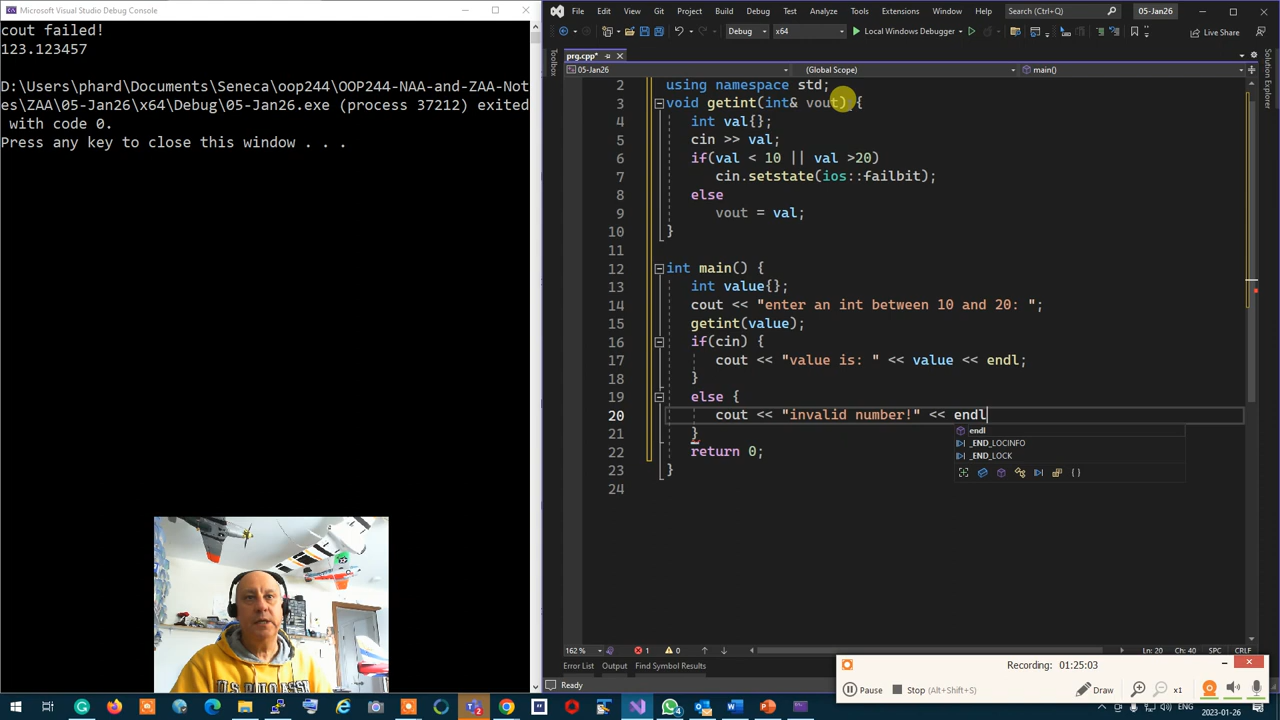 Microsoft Visual Studio Debug Console
cout failed!
123.123457
D:\Users\phard\Documents\Seneca\oop244\OOP244-NAA-and-ZAA-Not
es\ZAA\05-Jan26\x64\Debug\05-Jan26.exe (process 37212) exited
 with code 0.
Press any key to close this window . . .
File Edit View Git Project Build Debug Test Analyze Tools Extensions Window Help Search (Ctrl+Q) 05-Jan26
Debug x64 Local Windows Debugger Live Share
Toolbox
prg.cpp*
05-Jan26 (Global Scope) main()
2 using namespace std;
3 void getint(int& vout) {
4 int val{};
5 cin >> val;
6 if(val < 10 || val >20)
7 cin.setstate(ios::failbit);
8 else
9 vout = val;
10 }
11
12 int main() {
13 int value{};
14 cout << "enter an int between 10 and 20: ";
15 getint(value);
16 if(cin) {
17 cout << "value is: " << value << endl;
18 }
19 else {
20 cout << "invalid number!" << endl
21 }
22 return 0;
23 }
24
endl
_END_LOCINFO
_END_LOCK
162 % 1 0 Ln: 20 Ch: 40 SPC CRLF
Error List Output Find Symbol Results
Ready
Recording: 01:25:03
Pause Stop (Alt+Shift+S) Draw x1
ENG 2023-01-26